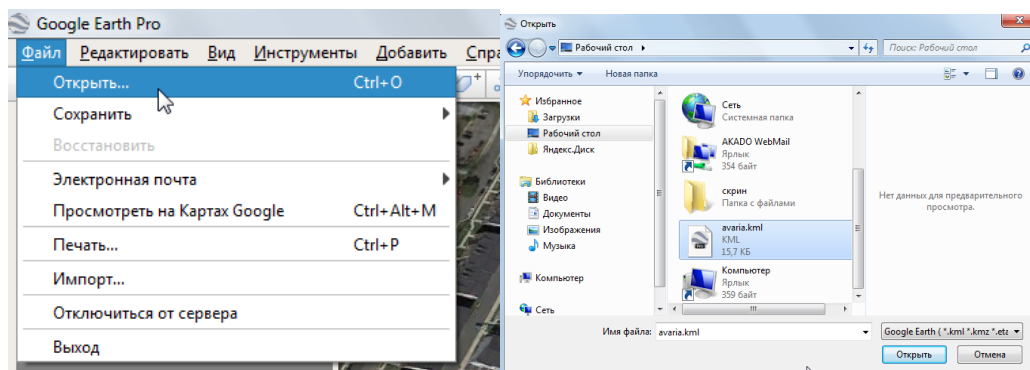 Google Earth Pro
Файл Редактировать Вид Инструменты Добавить
Открыть... Ctrl+O
Сохранить
Восстановить
Электронная почта
Просмотреть на Картах Google Ctrl+Alt+M
Печать... Ctrl+P
Импорт...
Отключиться от сервера
Выход
Открыть
Рабочий стол
Поиск: Рабочий стол
Упорядочить Новая папка
Избранное
Загрузки
Рабочий стол
Яндекс.Диск
Библиотеки
Видео
Документы
Изображения
Музыка
Компьютер
Сеть
Сеть
Системная папка
AKADO WebMail
Ярлык
354 байт
скрин
Папка с файлами
avaria.kml
KML
15,7 КБ
Компьютер
Ярлык
359 байт
Нет данных для предварительного
просмотра.
Имя файла: avaria.kml Google Earth ( *.kml *.kmz *.eta
Открыть Отмена